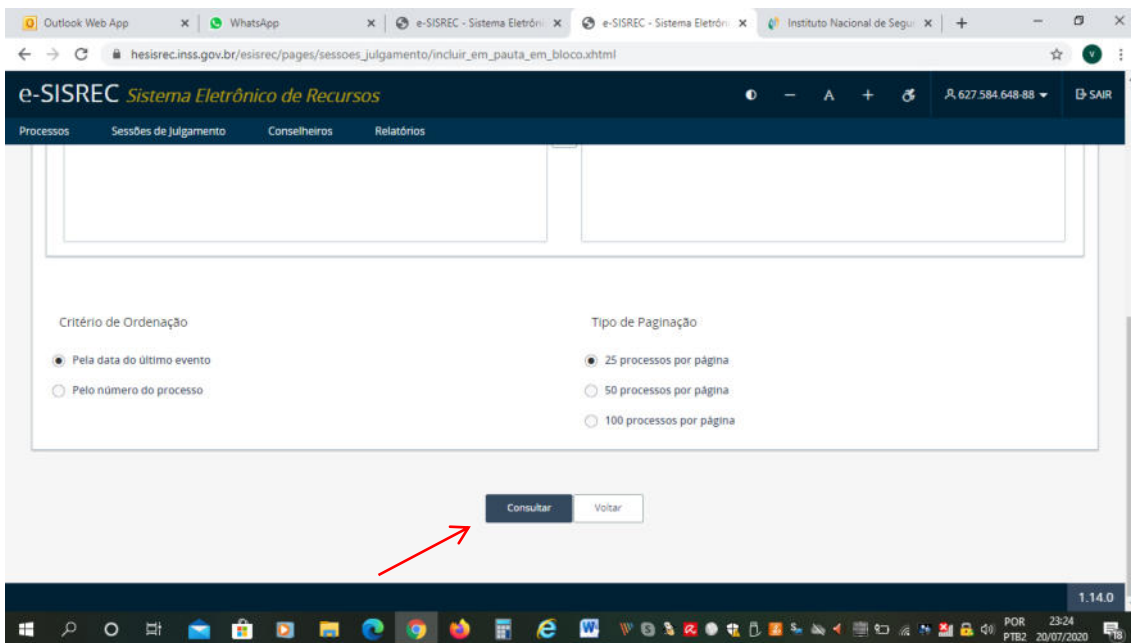 Outlook Web App
WhatsApp
e-SISREC - Sistema Eletrôni
e-SISREC - Sistema Eletrôni
Instituto Nacional de Segu
hesisrec.inss.gov.br/esisrec/pages/sessoes_julgamento/incluir_em_pauta_em_bloco.xhtml
V
e-SISREC Sistema Eletrônico de Recursos
A
627.584.648-88
SAIR
Processos
Sessões de Julgamento
Conselheiros
Relatórios
Critério de Ordenação
Pela data do último evento
Pelo número do processo
Tipo de Paginação
25 processos por página
50 processos por página
100 processos por página
Consultar
Voltar
1.14.0
POR
PTB2
23:24
20/07/2020
18